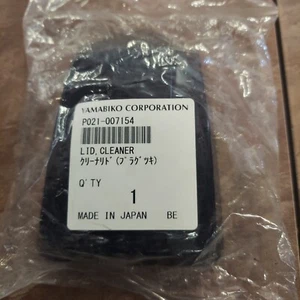 YAMABIKO CORPORATION
P021-007154
LID,CLEANER
クリーナリド(プラグツキ)
Q'TY
1
MADE IN JAPAN BE